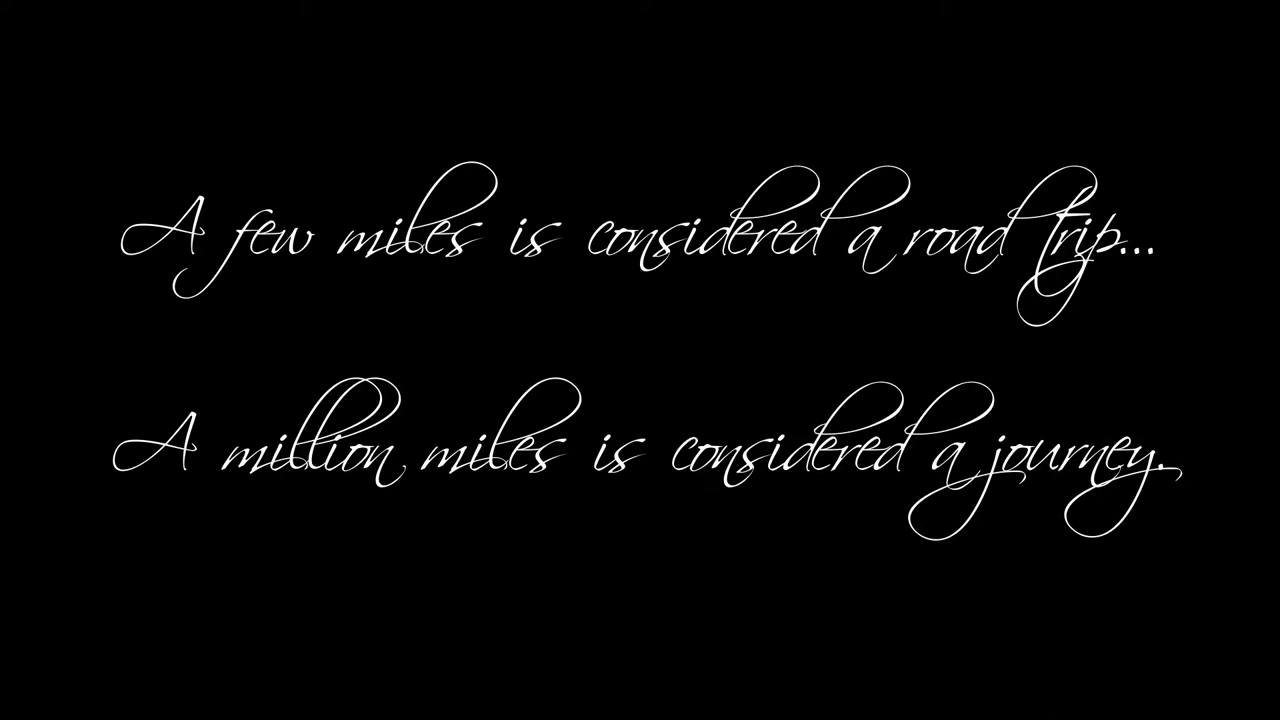 A few miles is considered a road trip...
A million miles is considered a journey.